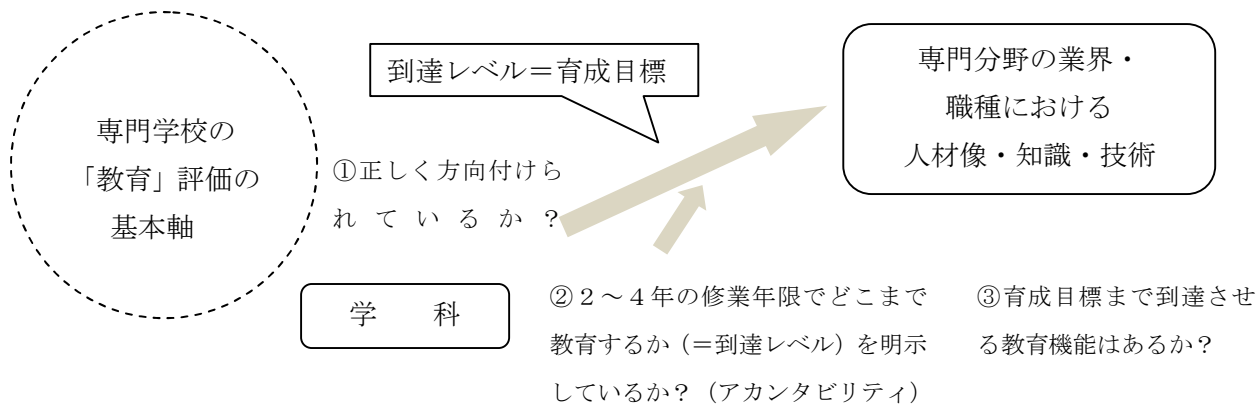 専門学校の
「教育」評価の
基本軸
到達レベル＝育成目標
専門分野の業界・
職種における
人材像・知識・技術
①正しく方向付けら
れているか？
学　科
②２～４年の修業年限でどこまで
教育するか（＝到達レベル）を明示
しているか？（アカンタビリティ）
③育成目標まで到達させ
る教育機能はあるか？